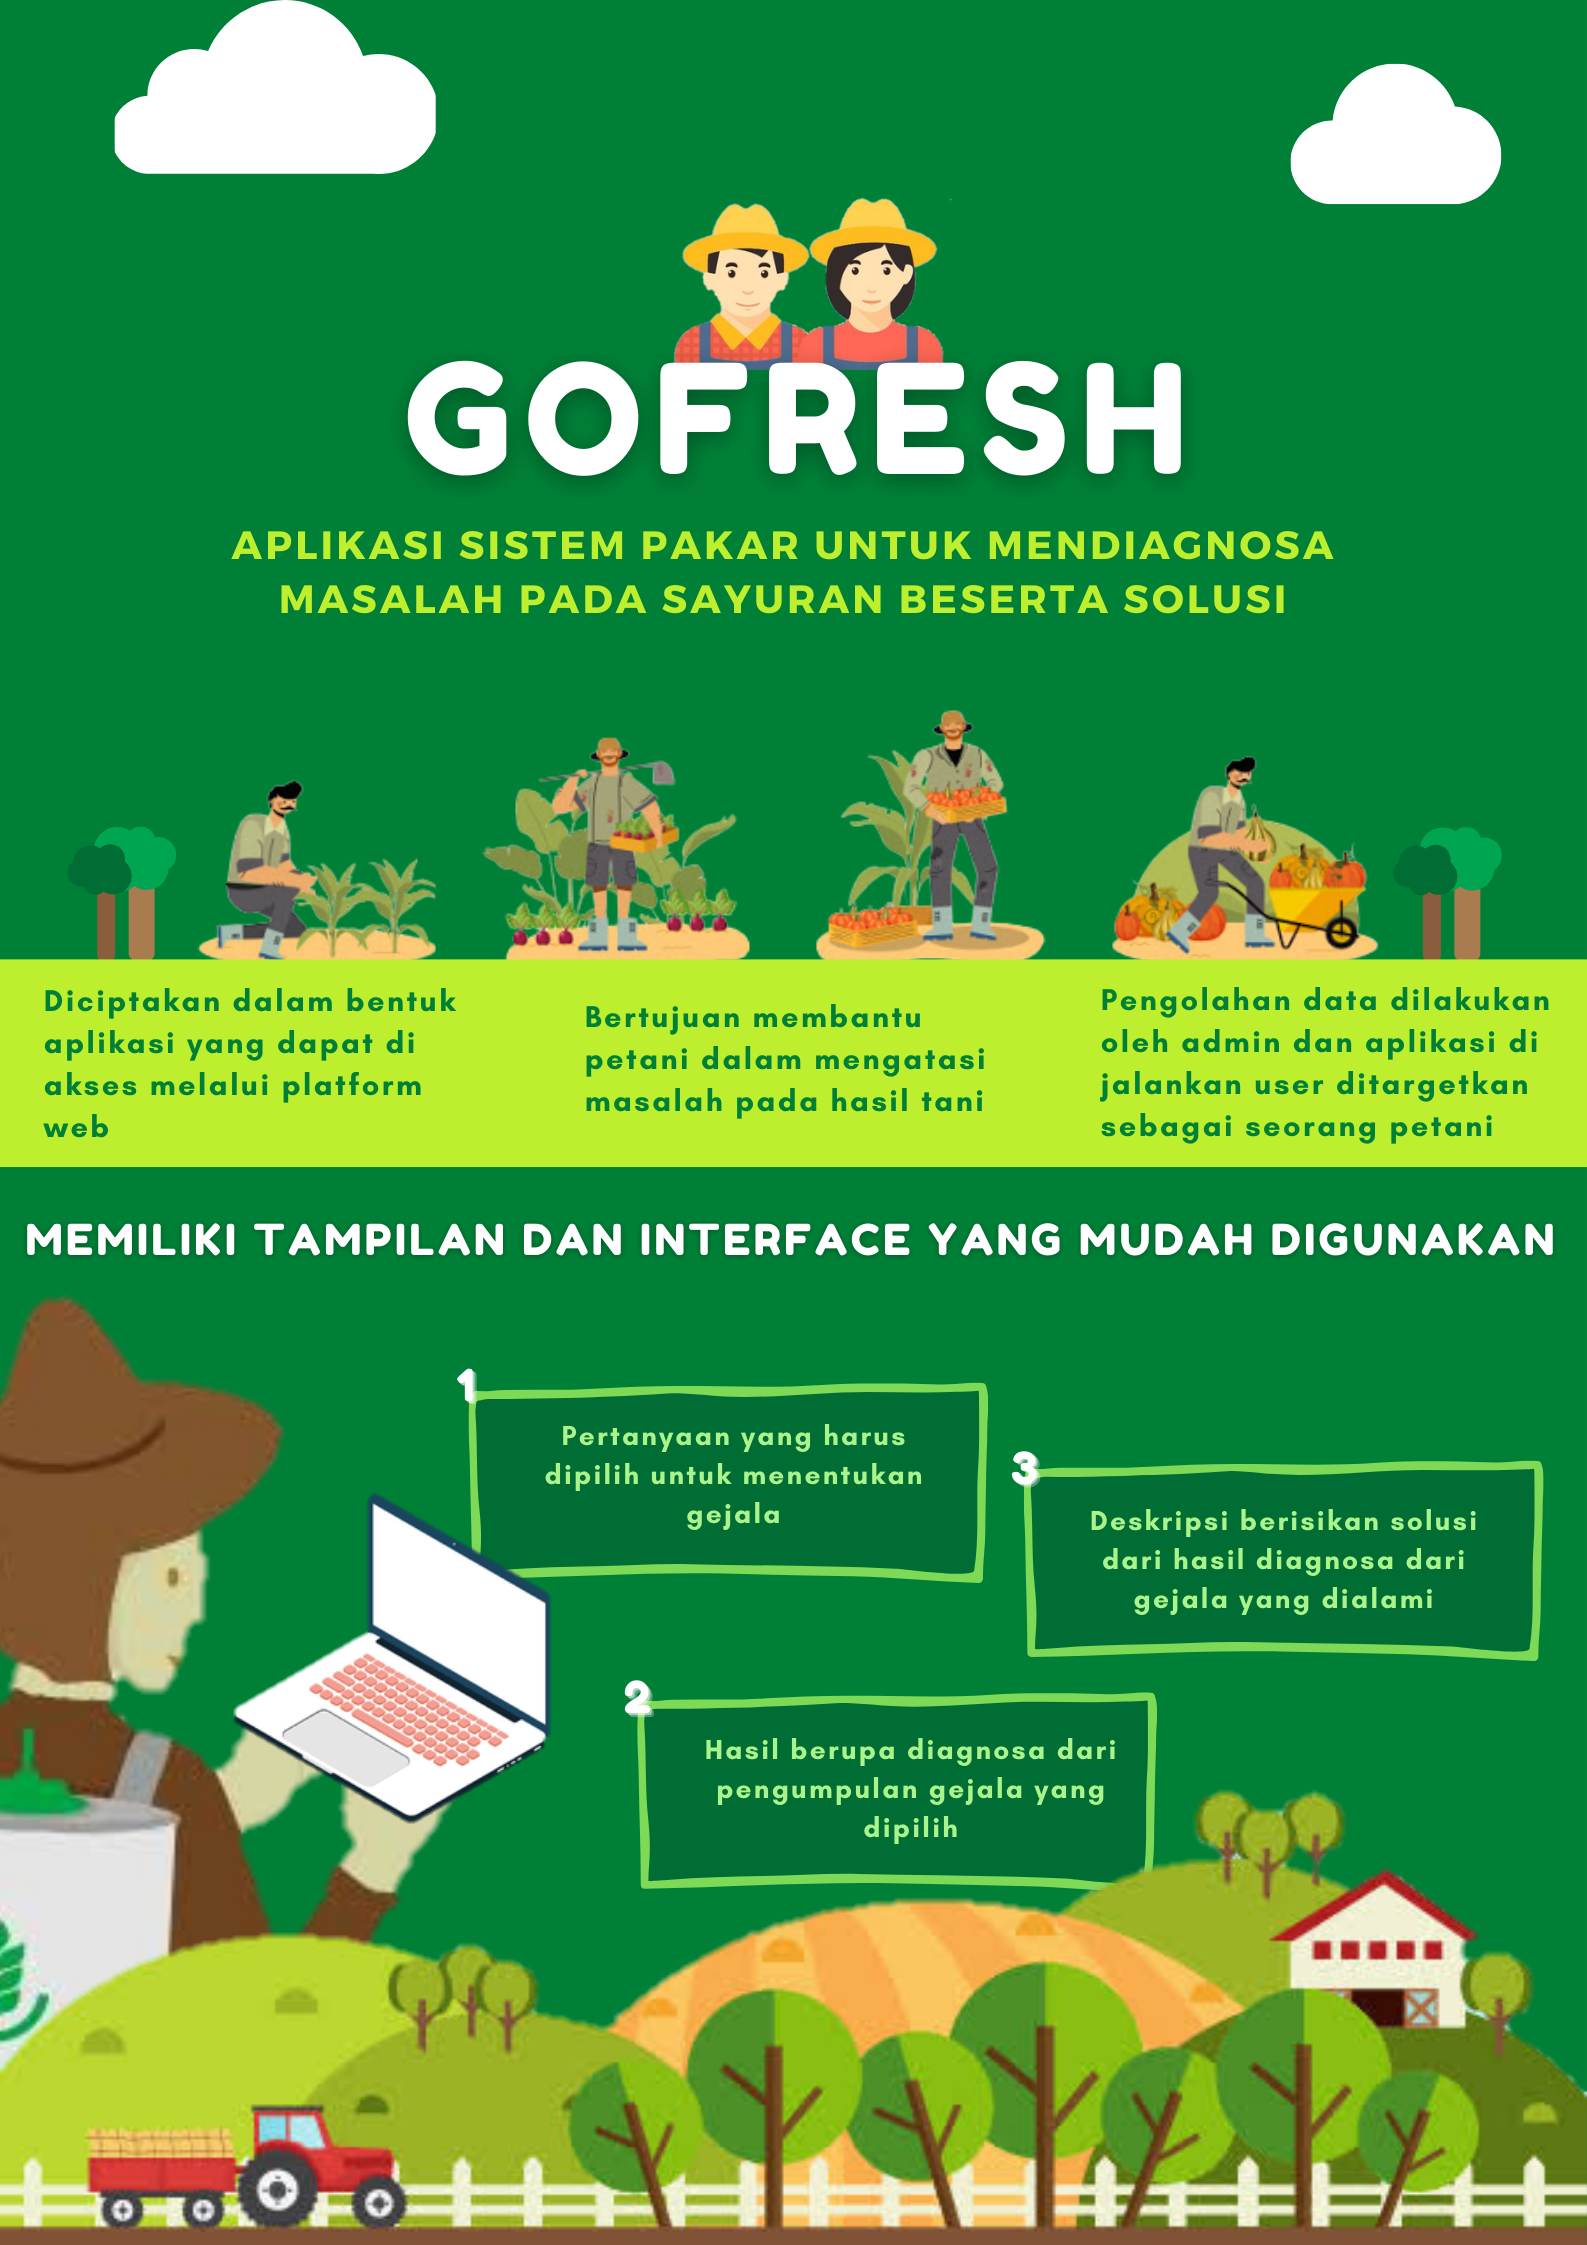 GOFRESH
APLIKASI SISTEM PAKAR UNTUK MENDIAGNOSA
MASALAH PADA SAYURAN BESERTA SOLUSI
Diciptakan dalam bentuk
aplikasi yang dapat di
akses melalui platform
web
Bertujuan membantu
petani dalam mengatasi
masalah pada hasil tani
Pengolahan data dilakukan
oleh admin dan aplikasi di
jalankan user ditargetkan
sebagai seorang petani
MEMILIKI TAMPILAN DAN INTERFACE YANG MUDAH DIGUNAKAN
1
Pertanyaan yang harus
dipilih untuk menentukan
gejala
2
Hasil berupa diagnosa dari
pengumpulan gejala yang
dipilih
3
Deskripsi berisikan solusi
dari hasil diagnosa dari
gejala yang dialami